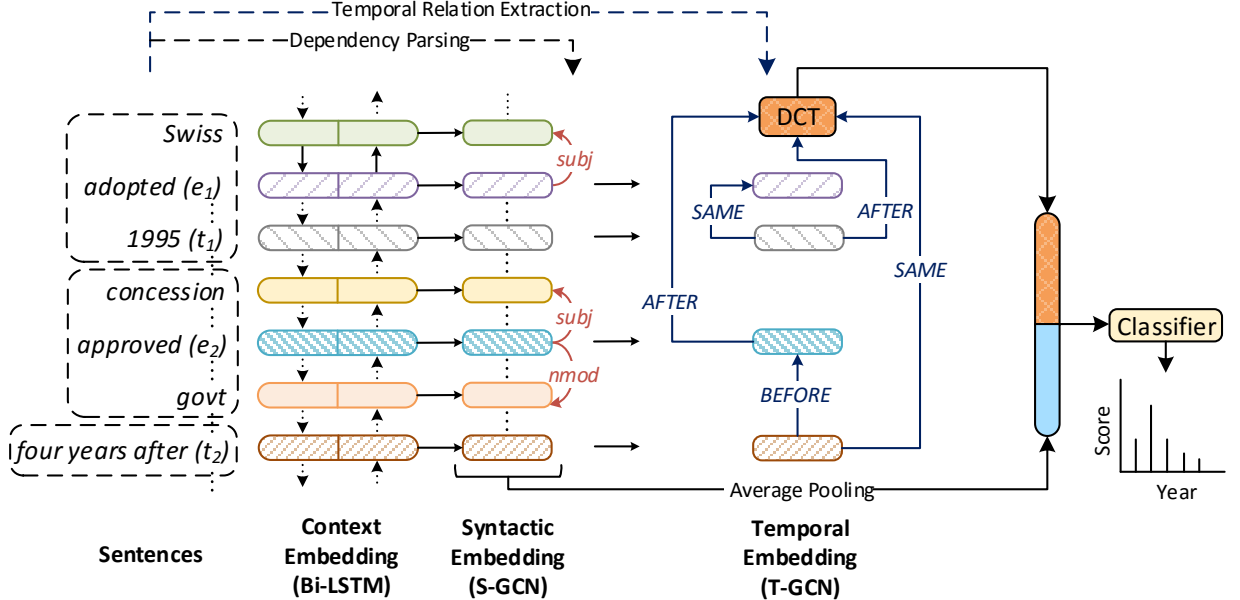 Temporal Relation Extraction
Dependency Parsing
DCT
Swiss
subj
adopted (e1)
SAME
AFTER
1995 (t1)
SAME
concession
AFTER
subj
Classifier
approved (e2)
nmod
BEFORE
govt
Score
four years after (t2)
Average Pooling
Year
Sentences
Context
Embedding
(Bi-LSTM)
Syntactic
Embedding
(S-GCN)
Temporal
Embedding
(T-GCN)